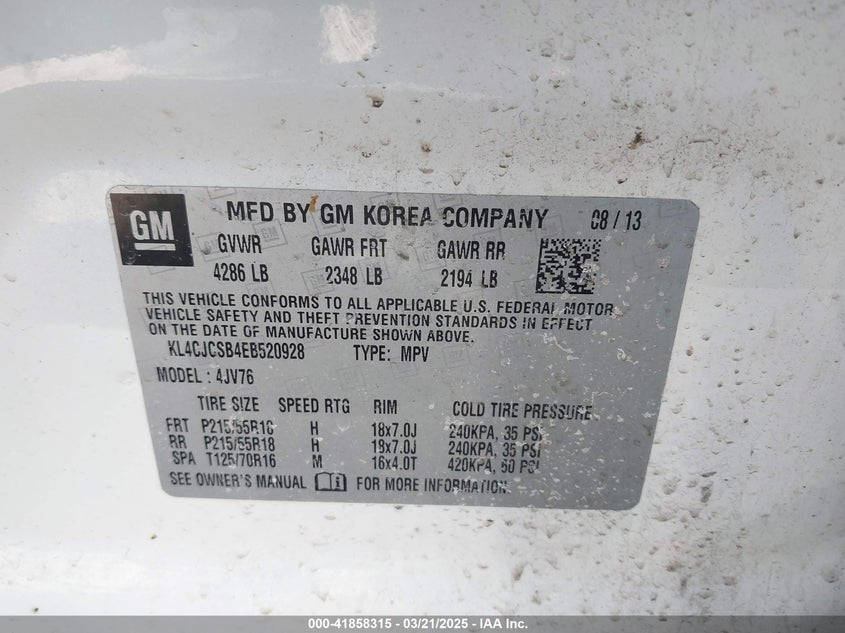 GM MFD BY GM KOREA COMPANY 08 / 13
GVWR GAWR FRT GAWR RR
4286 LB 2348 LB 2194 LB
THIS VEHICLE CONFORMS TO ALL APPLICABLE U.S. FEDERAL MOTOR
VEHICLE SAFETY AND THEFT PREVENTION STANDARDS IN EFFECT
ON THE DATE OF MANUFACTURE SHOWN ABOVE.
KL4CJCSB4EB520928 TYPE: MPV
MODEL : 4JV76
TIRE SIZE SPEED RTG RIM COLD TIRE PRESSURE
FRT P215/55R18 H 18x7.0J 240KPA, 35 PSI
RR P215/55R18 H 18x7.0J 240KPA, 35 PSI
SPA T125/70R16 M 16x4.0T 420KPA, 60 PSI
SEE OWNER'S MANUAL FOR MORE INFORMATION.
000-41858315 - 03/21/2025 - IAA Inc.